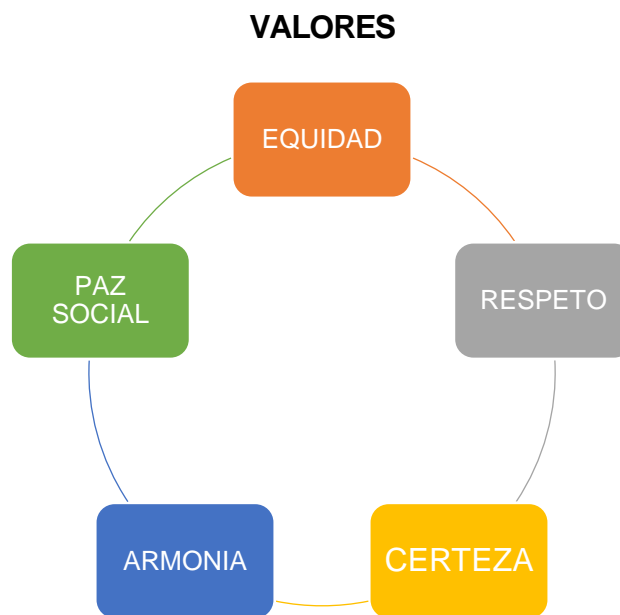 VALORES
EQUIDAD
RESPETO
CERTEZA
ARMONIA
PAZ
SOCIAL